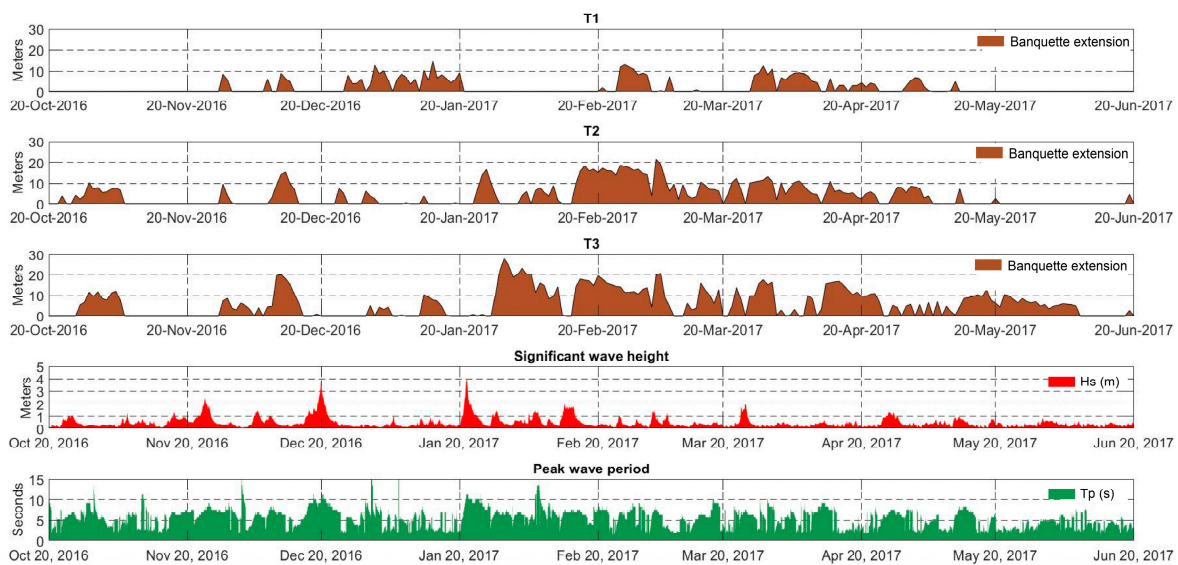 T1
30
20
10
0
Meters
Banquette extension
20-Oct-2016 20-Nov-2016 20-Dec-2016 20-Jan-2017 20-Feb-2017 20-Mar-2017 20-Apr-2017 20-May-2017 20-Jun-2017
T2
30
20
10
0
Meters
Banquette extension
20-Oct-2016 20-Nov-2016 20-Dec-2016 20-Jan-2017 20-Feb-2017 20-Mar-2017 20-Apr-2017 20-May-2017 20-Jun-2017
T3
30
20
10
0
Meters
Banquette extension
20-Oct-2016 20-Nov-2016 20-Dec-2016 20-Jan-2017 20-Feb-2017 20-Mar-2017 20-Apr-2017 20-May-2017 20-Jun-2017
Significant wave height
5
4
3
2
1
0
Meters
Hs (m)
Oct 20, 2016 Nov 20, 2016 Dec 20, 2016 Jan 20, 2017 Feb 20, 2017 Mar 20, 2017 Apr 20, 2017 May 20, 2017 Jun 20, 2017
Peak wave period
15
10
5
0
Seconds
Tp (s)
Oct 20, 2016 Nov 20, 2016 Dec 20, 2016 Jan 20, 2017 Feb 20, 2017 Mar 20, 2017 Apr 20, 2017 May 20, 2017 Jun 20, 2017